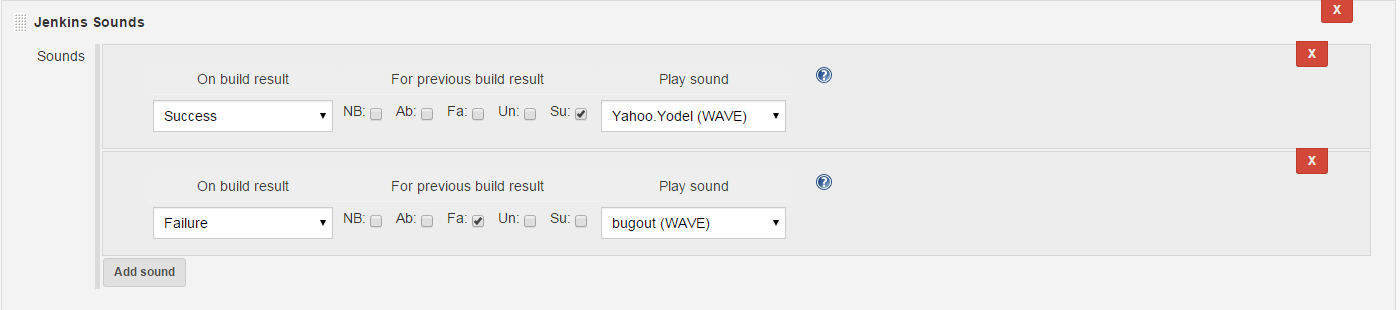 Jenkins Sounds X
Sounds X
On build result For previous build result Play sound ?
Success NB: Ab: Fa: Un: Su: Yahoo.Yodel (WAVE)
X
On build result For previous build result Play sound ?
Failure NB: Ab: Fa: Un: Su: bugout (WAVE)
Add sound